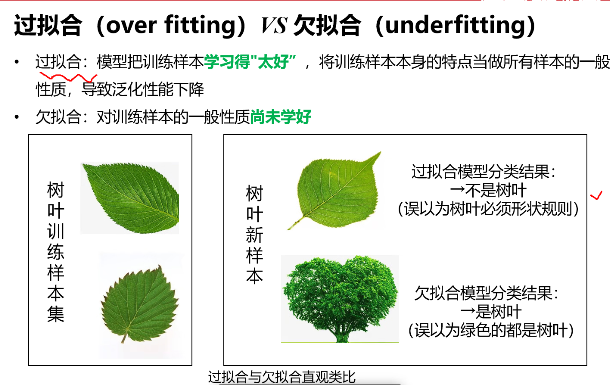 过拟合（over fitting）VS 欠拟合（underfitting）
• 过拟合：模型把训练样本学习得"太好”，将训练样本本身的特点当做所有样本的一般
性质，导致泛化性能下降
• 欠拟合：对训练样本的一般性质尚未学好
树叶训练样本集
树叶新样本
过拟合模型分类结果：
→不是树叶
（误以为树叶必须形状规则）
欠拟合模型分类结果：
→是树叶
（误以为绿色的都是树叶）
过拟合与欠拟合直观类比